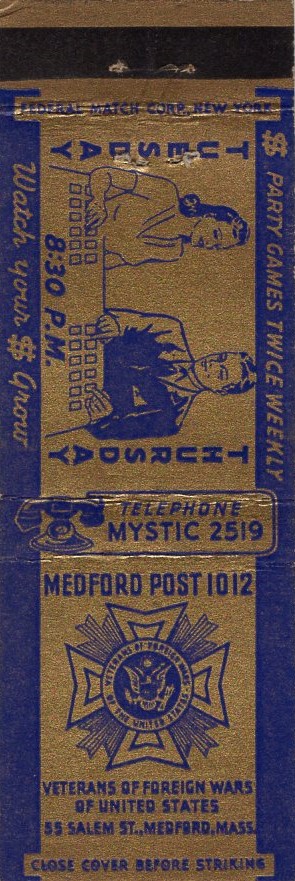 FEDERAL MATCH CORP., NEW YORK
$$ PARTY GAMES TWICE WEEKLY
TUESDAY
THURSDAY
8:30 P.M.
Watch your $$ Grow
TELEPHONE
MYSTIC 2519
MEDFORD POST 1012
VETERANS OF FOREIGN WARS
OF THE UNITED STATES
VETERANS OF FOREIGN WARS
OF UNITED STATES
55 SALEM ST., MEDFORD, MASS.
CLOSE COVER BEFORE STRIKING